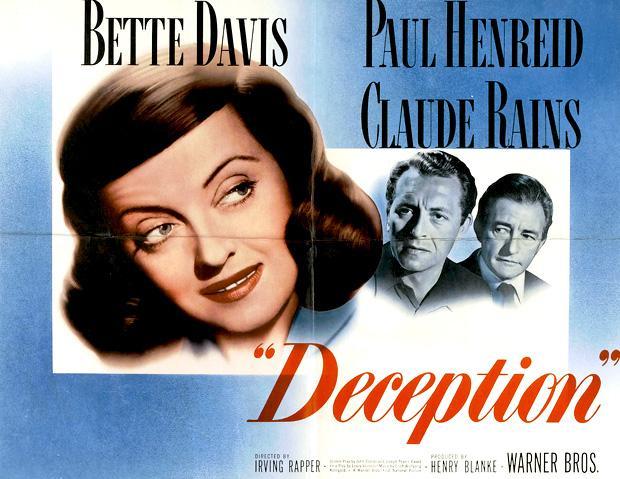 BETTE DAVIS
PAUL HENREID
CLAUDE RAINS
"Deception"
DIRECTED BY
IRVING RAPPER
PRODUCED BY
HENRY BLANKE
WARNER BROS.